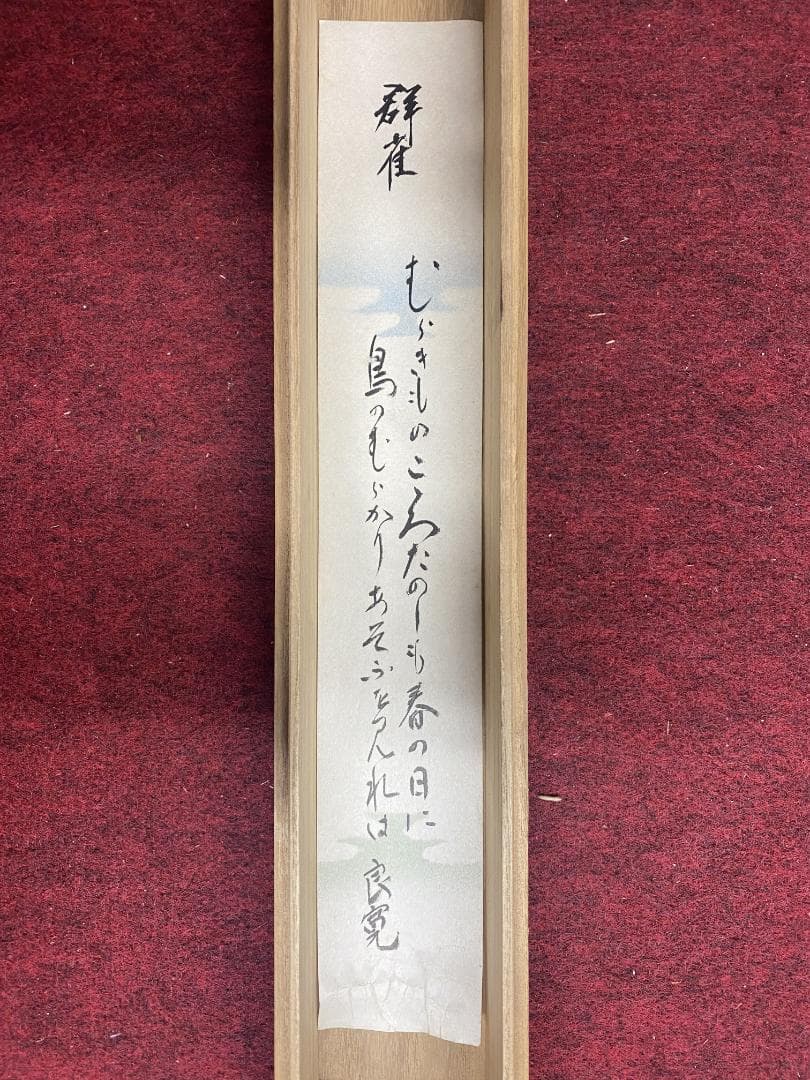 群雀
むらきものこゝろたのしも春の日に
鳥のむらかりあそふを見れは 良寛